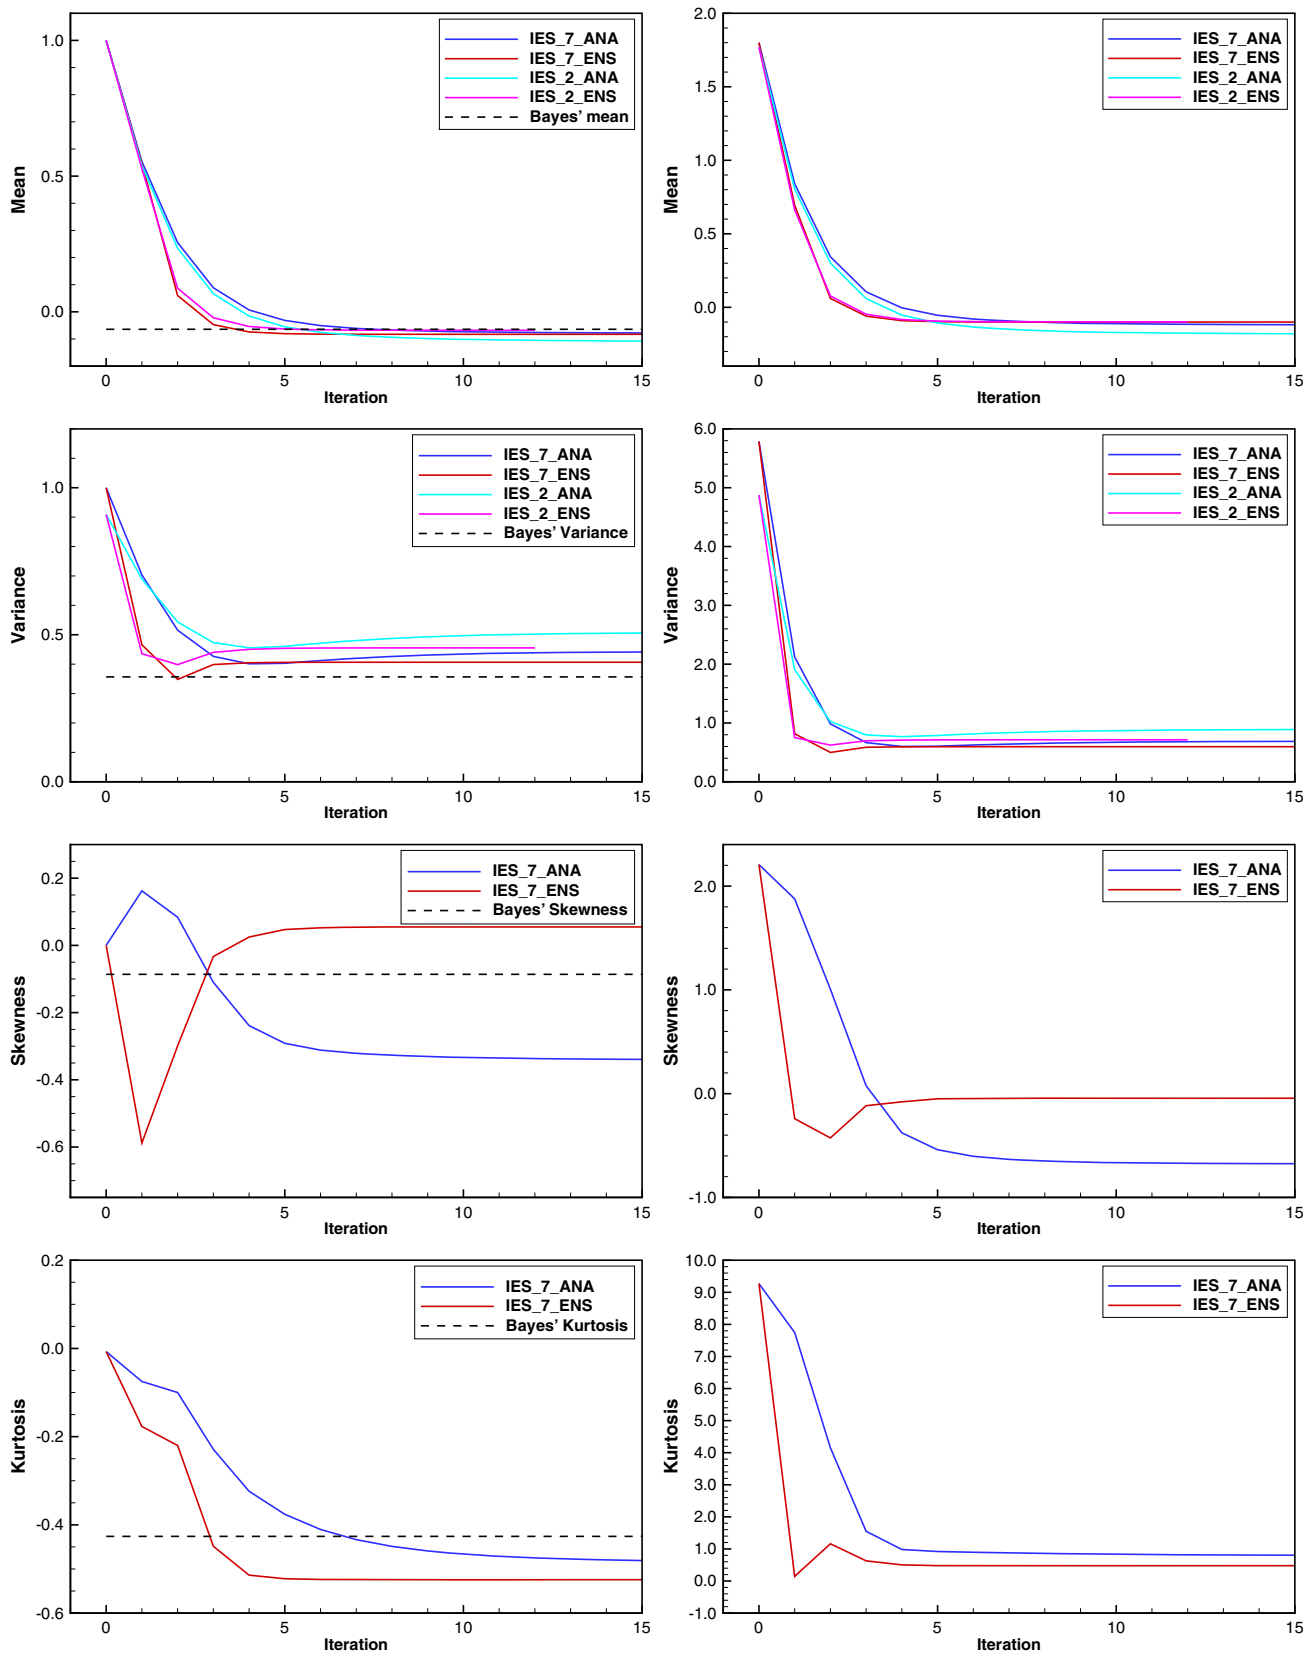 IES_7_ANA
IES_7_ENS
IES_2_ANA
IES_2_ENS
Bayes' mean
1.0
0.5
0.0
Mean
0
5
10
15
Iteration
IES_7_ANA
IES_7_ENS
IES_2_ANA
IES_2_ENS
2.0
1.5
1.0
0.5
0.0
Mean
0
5
10
15
Iteration
IES_7_ANA
IES_7_ENS
IES_2_ANA
IES_2_ENS
Bayes' Variance
1.0
0.5
0.0
Variance
0
5
10
15
Iteration
IES_7_ANA
IES_7_ENS
IES_2_ANA
IES_2_ENS
6.0
5.0
4.0
3.0
2.0
1.0
0.0
Variance
0
5
10
15
Iteration
IES_7_ANA
IES_7_ENS
Bayes' Skewness
0.2
0.0
-0.2
-0.4
-0.6
Skewness
0
5
10
15
Iteration
IES_7_ANA
IES_7_ENS
2.0
1.0
0.0
-1.0
Skewness
0
5
10
15
Iteration
IES_7_ANA
IES_7_ENS
Bayes' Kurtosis
0.2
0.0
-0.2
-0.4
-0.6
Kurtosis
0
5
10
15
Iteration
IES_7_ANA
IES_7_ENS
10.0
9.0
8.0
7.0
6.0
5.0
4.0
3.0
2.0
1.0
0.0
-1.0
Kurtosis
0
5
10
15
Iteration